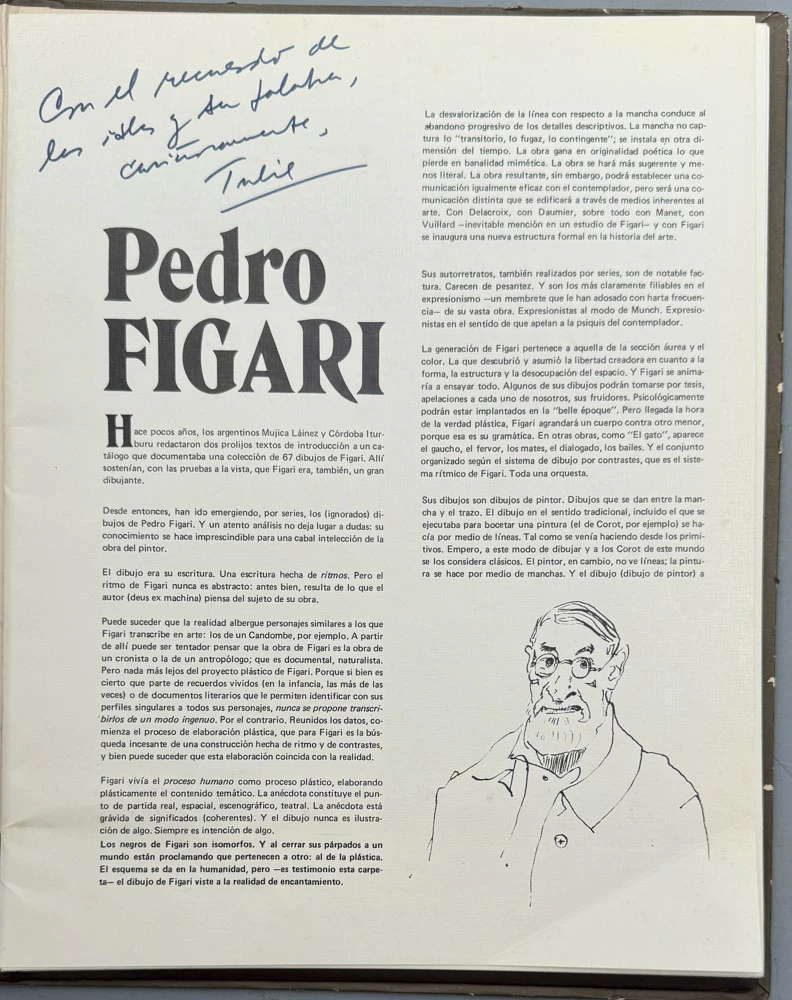 Con el recuerdo de
las islas y su palabra,
cariñosamente,
Pedro
FIGARI
Hace pocos años, los argentinos Mujica Láinez y Córdoba Itur-
buru redactaron dos prolijos textos de introducción a un ca-
tálogo que documentaba una colección de 67 dibujos de Figari. Allí
sostenían, con las pruebas a la vista, que Figari era, también, un gran
dibujante.
Desde entonces, han ido emergiendo, por series, los (ignorados) di-
bujos de Pedro Figari. Y un atento análisis no deja lugar a dudas: su
conocimiento se hace imprescindible para una cabal intelección de la
obra del pintor.
El dibujo era su escritura. Una escritura hecha de ritmos. Pero el
ritmo de Figari nunca es abstracto: antes bien, resulta de lo que el
autor (deus ex machina) piensa del sujeto de su obra.
Puede suceder que la realidad albergue personajes similares a los que
Figari transcribe en arte: los de Candombe, por ejemplo. A partir
de allí puede ser tentador pensar que la obra de Figari es la obra de
un cronista o la de un antropólogo; que es documental, naturalista.
Pero nada más lejos del proyecto plástico de Figari. Porque si bien es
cierto que parte de recuerdos vividos (en la infancia, las más de las
veces) o de documentos literarios que le permiten identificar con sus
perfiles singulares a todos sus personajes, nunca se propone transcri-
birlos de un modo ingenuo. Por el contrario. Reunidos los datos, co-
mienza el proceso de elaboración plástica, que para Figari es la bús-
queda incesante de una construcción hecha de ritmo y de contrastes,
y bien puede suceder que esta elaboración coincida con la realidad.
Figari vivía el proceso humano como proceso plástico, elaborando
plásticamente el contenido temático. La anécdota constituye el pun-
to de partida real, espacial, escenográfico, teatral. La anécdota está
grávida de significados (coherentes). Y el dibujo nunca es ilustra-
ción de algo. Siempre es intención de algo.
Los negros de Figari son isomorfos. Y al cerrar sus párpados a un
mundo están proclamando que pertenecen a otro: al de la plástica.
El esquema se da en la humanidad, pero —es testimonio esta carpe-
ta— el dibujo de Figari viste a la realidad de encantamiento.
La desvalorización de la línea con respecto a la mancha conduce al
abandono progresivo de los detalles descriptivos. La mancha no cap-
tura lo "transitorio, lo fugaz, lo contingente"; se instala en otra di-
mensión del tiempo. La obra gana en originalidad poética lo que
pierde en banalidad mimética. La obra se hará más sugerente y me-
nos literal. La obra resultante, sin embargo, podrá establecer una co-
municación igualmente eficaz con el contemplador, pero será una co-
municación distinta que se edificará a través de medios inherentes al
arte. Con Delacroix, con Daumier, sobre todo con Manet, con
Vuillard —inevitable mención en un estudio de Figari— y con Figari
se inaugura una nueva estructura formal en la historia del arte.
Sus autorretratos, también realizados por series, son de notable fac-
tura. Carecen de pesantez. Y son los más claramente filiables en el
expresionismo —un membrete que le han adosado con harta frecuen-
cia— de su vasta obra. Expresionistas al modo de Munch. Expresio-
nistas en el sentido de que apelan a la psiquis del contemplador.
La generación de Figari pertenece a aquella de la sección áurea y el
color. La que descubrió y asumió la libertad creadora en cuanto a la
forma, la estructura y la desocupación del espacio. Y Figari se anima-
ría a ensayar todo. Algunos de sus dibujos podrán tomarse por tesis,
apelaciones a cada uno de nosotros, sus fruidores. Psicológicamente
podrán estar implantados en la "belle époque". Pero llegada la hora
de la verdad plástica, Figari agrandará un cuerpo contra otro menor,
porque esa es su gramática. En otras obras, como "El gato", aparece
el gaucho, el fervor, los mates, el dialogado, los bailes. Y el conjunto
organizado según el sistema de dibujo por contrastes, que es el siste-
ma rítmico de Figari. Toda una orquesta.
Sus dibujos son dibujos de pintor. Dibujos que se dan entre la man-
cha y el trazo. El dibujo en el sentido tradicional, incluido el que se
ejecutaba para bocetar una pintura (el de Corot, por ejemplo) se ha-
cía por medio de líneas. Tal como se venía haciendo desde los primi-
tivos. Empero, a este modo de dibujar y a los Corot de este mundo
se los considera clásicos. El pintor, en cambio, no ve líneas; la pintu-
ra se hace por medio de manchas. Y el dibujo (dibujo de pintor) a